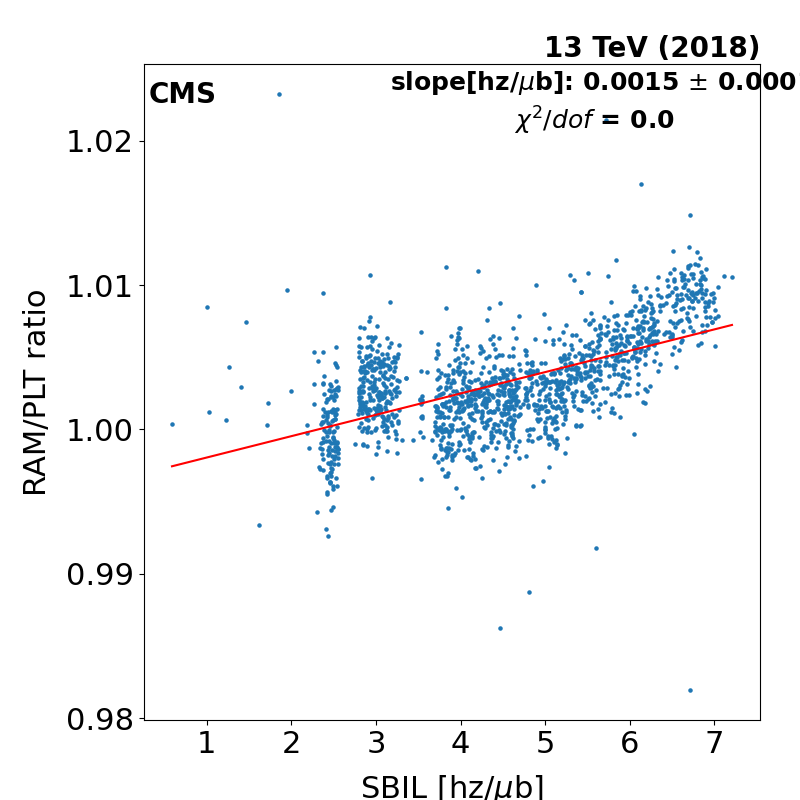 13 TeV (2018)
CMS
slope[hz/μb]: 0.0015 ± 0.000
χ²/dof = 0.0
1.02
1.01
1.00
0.99
0.98
RAM/PLT ratio
1 2 3 4 5 6 7
SBIL [hz/μb]